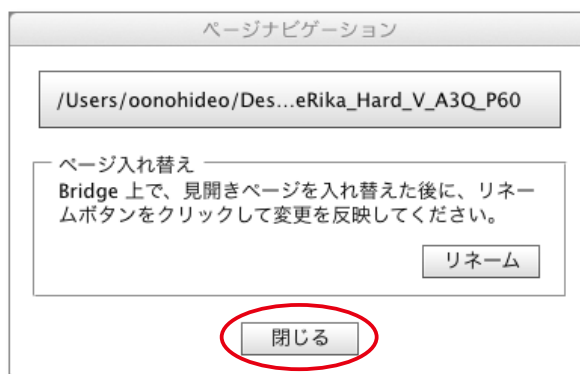 ページナビゲーション
/Users/oonohideo/Des...eRika_Hard_V_A3Q_P60
ページ入れ替え
Bridge 上で、見開きページを入れ替えた後に、リネー
ムボタンをクリックして変更を反映してください。
リネーム
閉じる